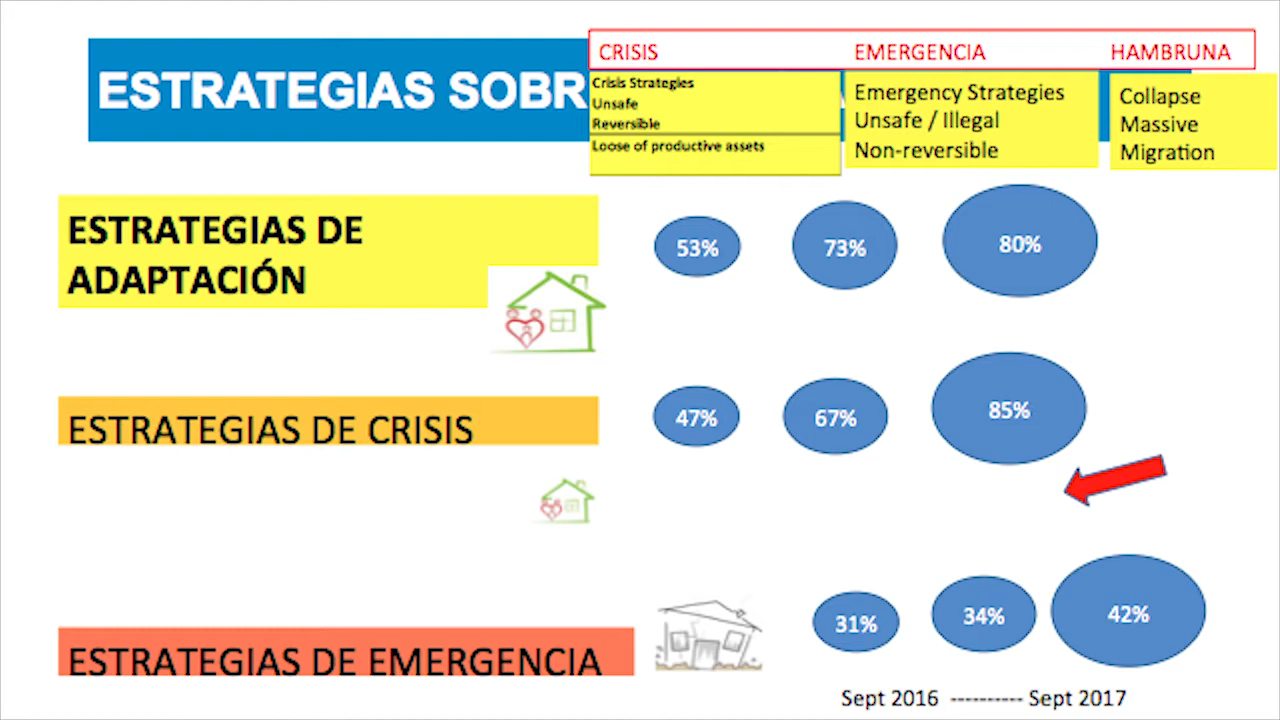 CRISIS EMERGENCIA HAMBRUNA
ESTRATEGIAS SOBR
Crisis Strategies
Unsafe
Reversible
Loose of productive assets
Emergency Strategies
Unsafe / Illegal
Non-reversible
Collapse
Massive
Migration
ESTRATEGIAS DE
ADAPTACIÓN
53% 73% 80%
ESTRATEGIAS DE CRISIS
47% 67% 85%
ESTRATEGIAS DE EMERGENCIA
31% 34% 42%
Sept 2016 ---------- Sept 2017